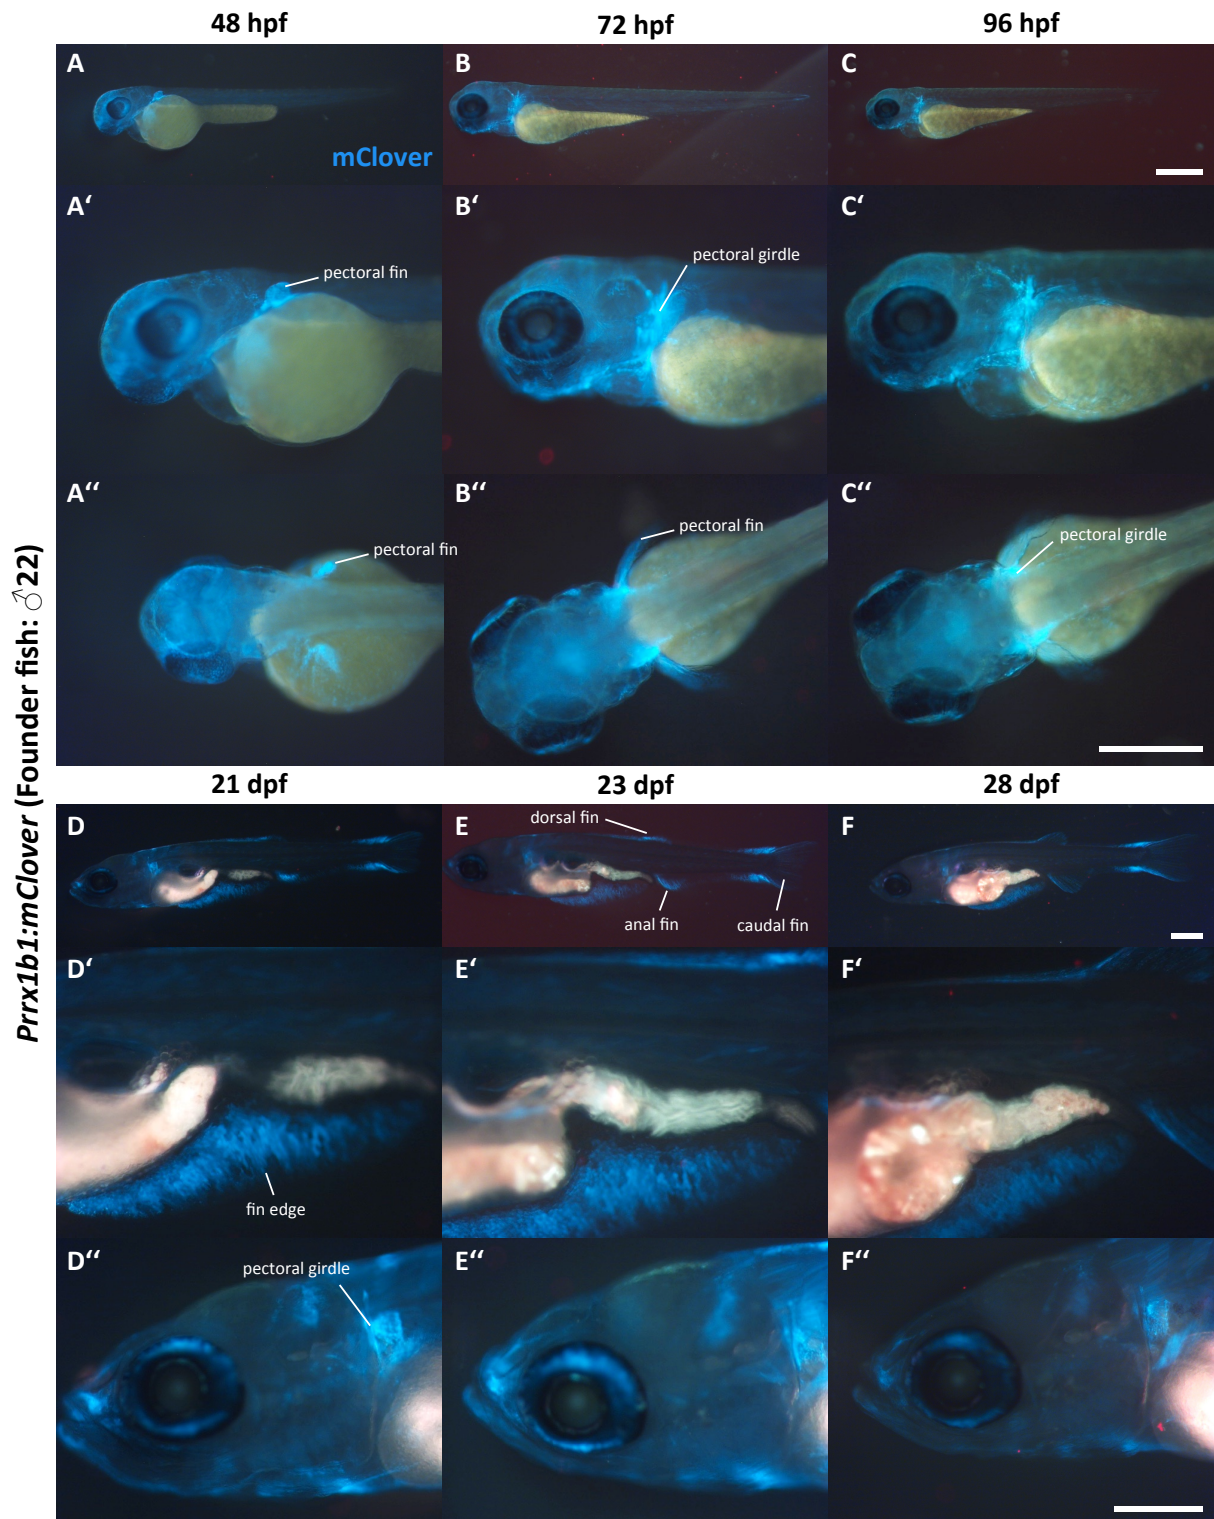 48 hpf
72 hpf
96 hpf
A
B
C
mClover
A‘
B‘
C‘
pectoral fin
pectoral girdle
A‘‘
B‘‘
C‘‘
pectoral fin
pectoral fin
pectoral girdle
Prrx1b1:mClover (Founder fish: ♂22)
21 dpf
23 dpf
28 dpf
D
E
F
dorsal fin
anal fin
caudal fin
D‘
E‘
F‘
fin edge
D‘‘
E‘‘
F‘‘
pectoral girdle